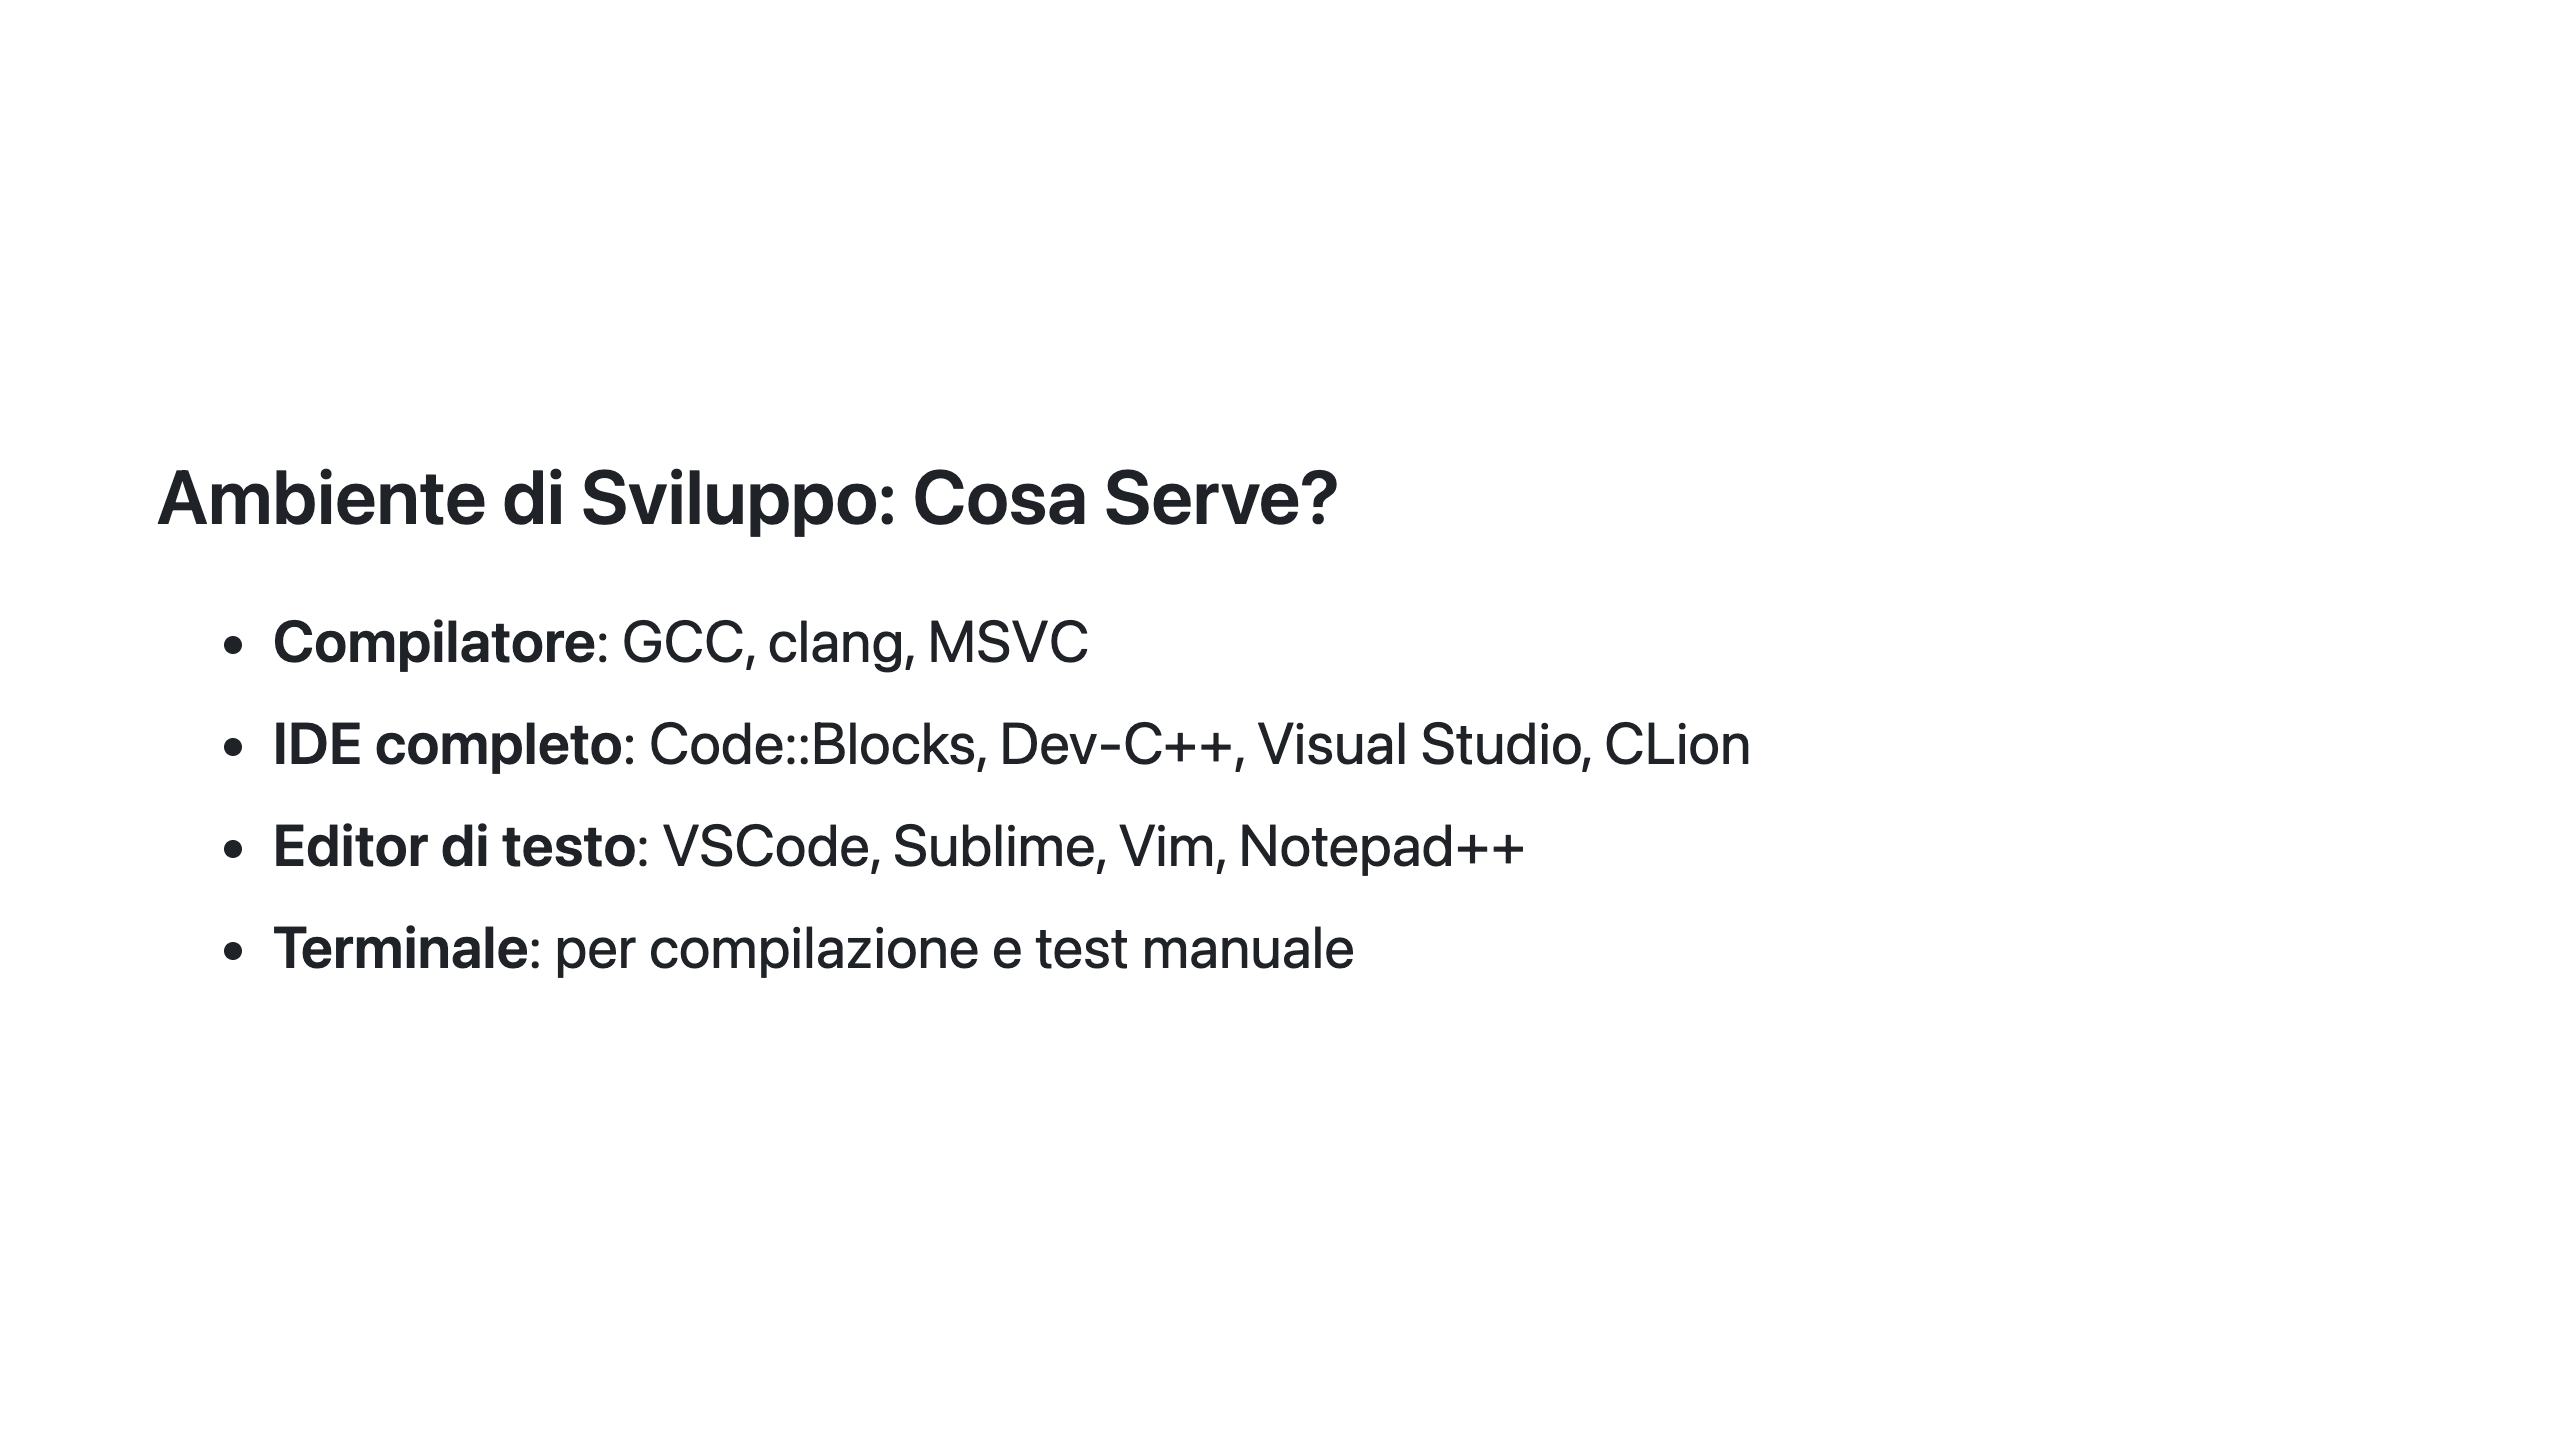 Ambiente di Sviluppo: Cosa Serve?
• Compilatore: GCC, clang, MSVC
• IDE completo: Code::Blocks, Dev-C++, Visual Studio, CLion
• Editor di testo: VSCode, Sublime, Vim, Notepad++
• Terminale: per compilazione e test manuale